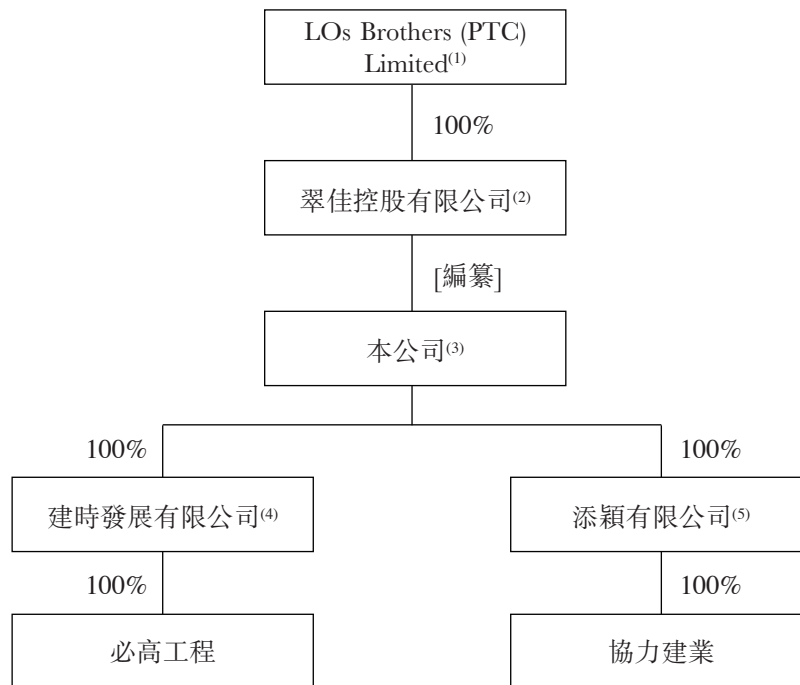 LOs Brothers (PTC)
Limited(1)
100%
翠佳控股有限公司(2)
[編纂]
本公司(3)
100%
100%
建時發展有限公司(4)
添穎有限公司(5)
100%
100%
必高工程
協力建業